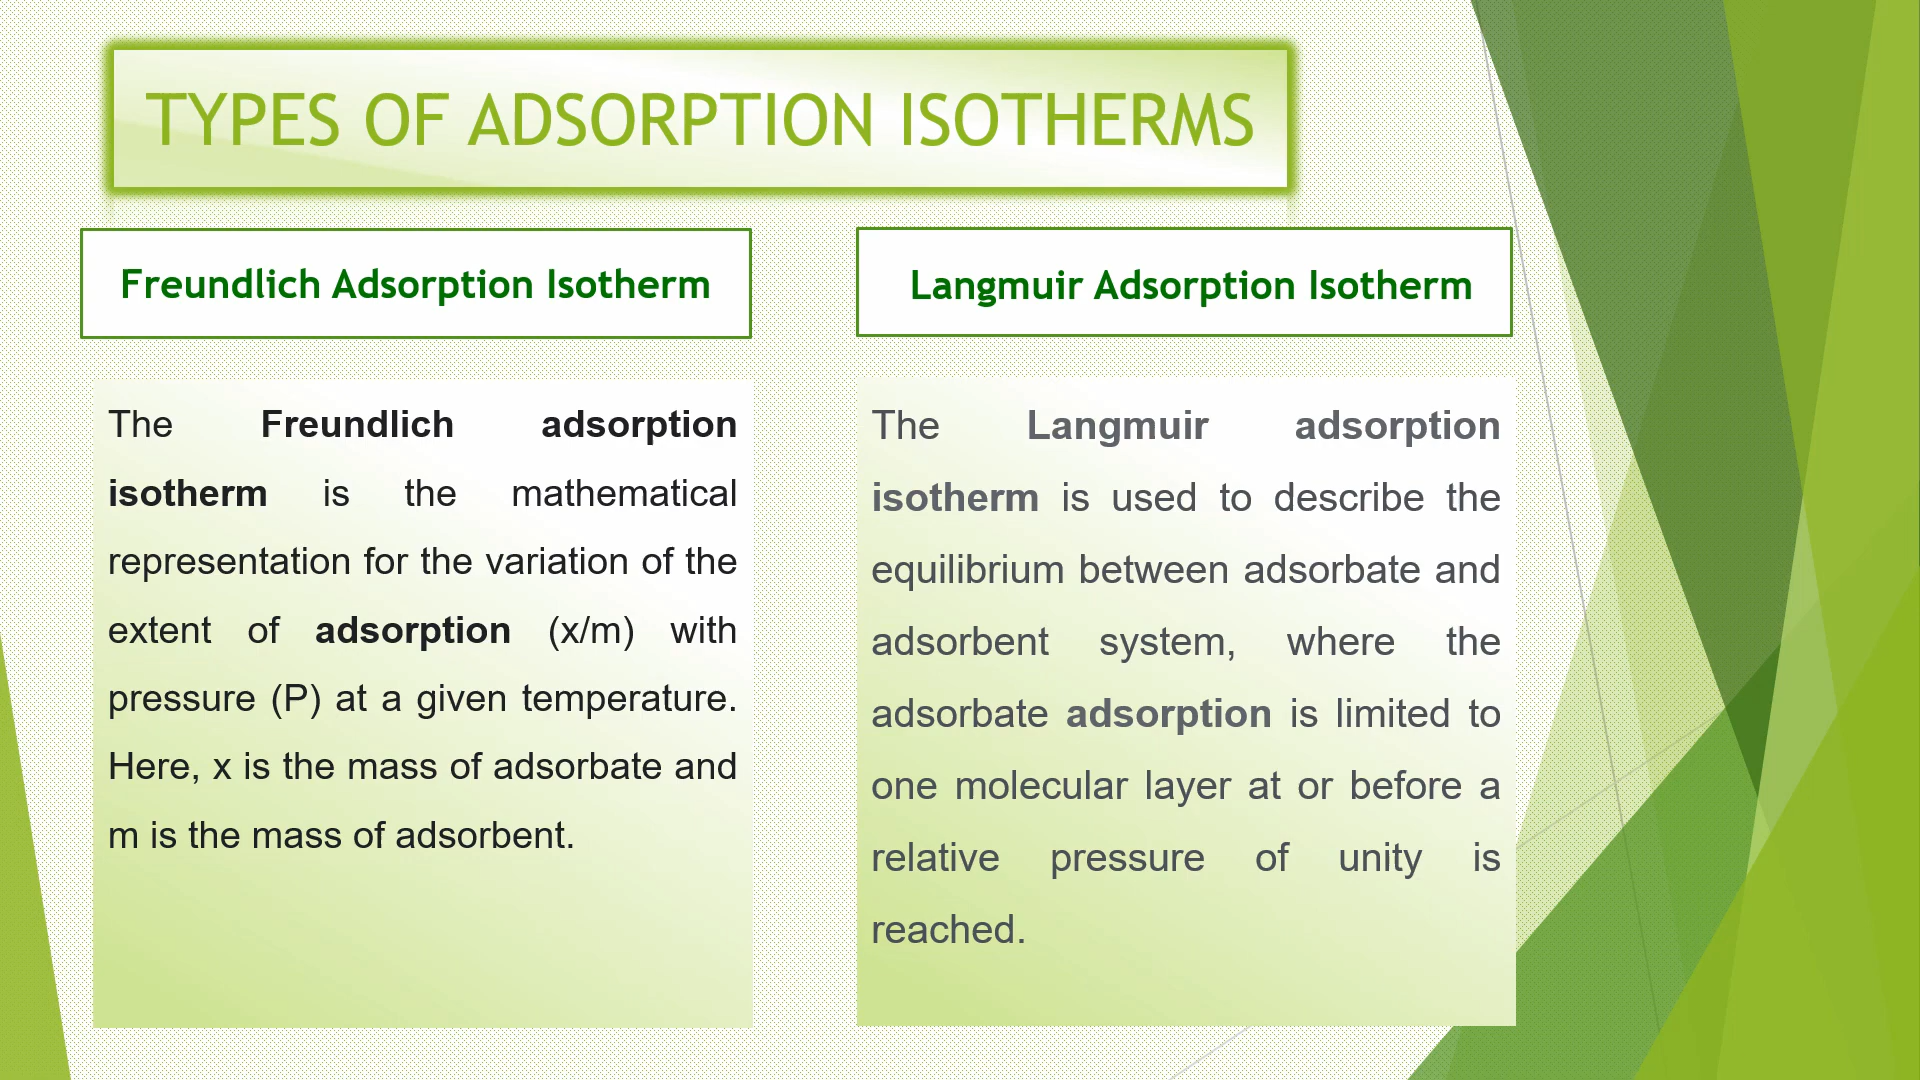 TYPES OF ADSORPTION ISOTHERMS
Freundlich Adsorption Isotherm
The Freundlich adsorption
isotherm is the mathematical
representation for the variation of the
extent of adsorption (x/m) with
pressure (P) at a given temperature.
Here, x is the mass of adsorbate and
m is the mass of adsorbent.
Langmuir Adsorption Isotherm
The Langmuir adsorption
isotherm is used to describe the
equilibrium between adsorbate and
adsorbent system, where the
adsorbate adsorption is limited to
one molecular layer at or before a
relative pressure of unity is
reached.